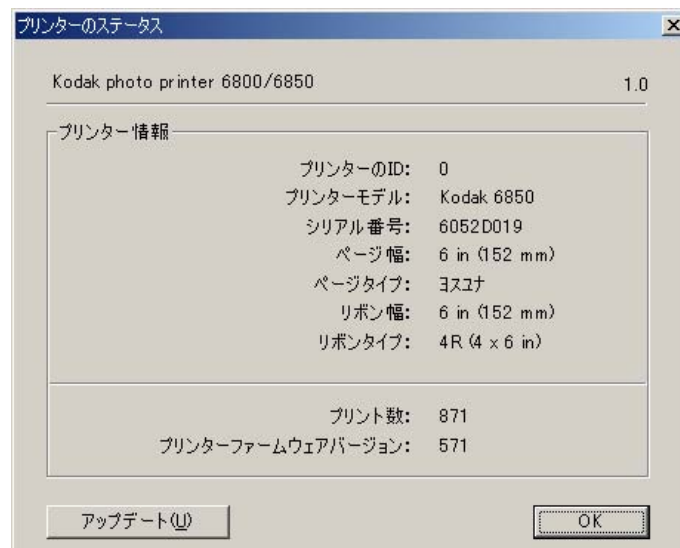 プリンターのステータス
Kodak photo printer 6800/6850 1.0
プリンター情報
プリンターのID: 0
プリンターモデル: Kodak 6850
シリアル番号: 6052D019
ページ幅: 6 in (152 mm)
ページタイプ: ﾖｽﾕﾅ
リボン幅: 6 in (152 mm)
リボンタイプ: 4R (4 x 6 in)
プリント数: 871
プリンターファームウェアバージョン: 571
アップデート(U) OK